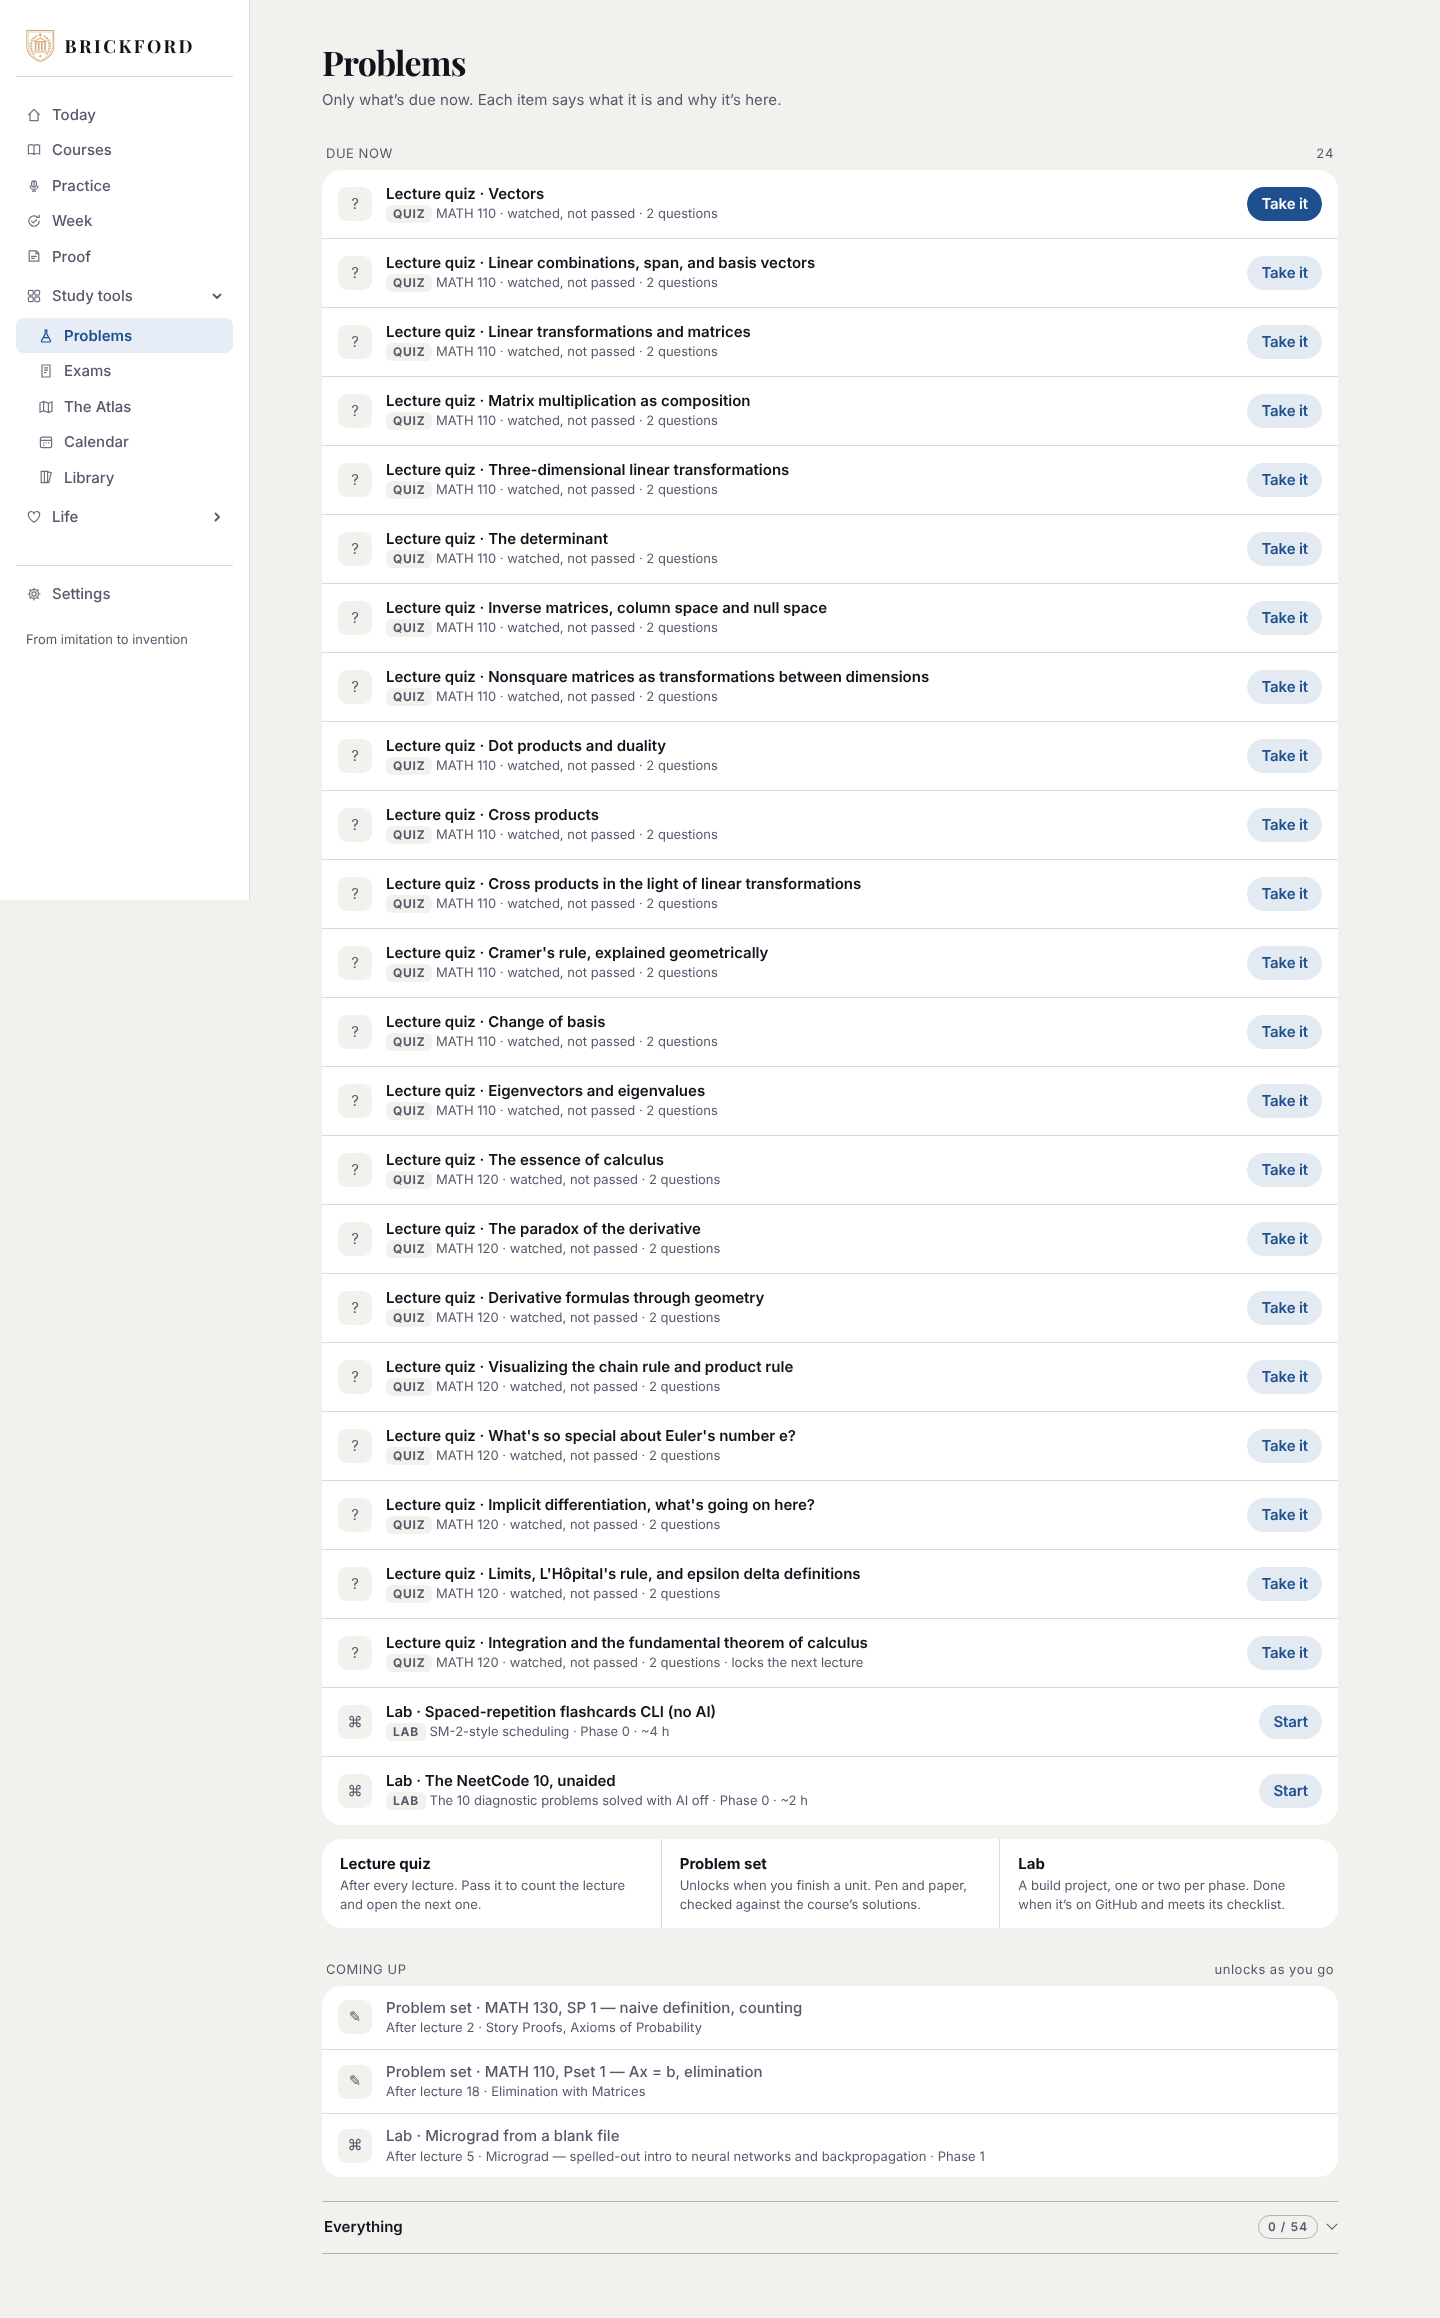 BRICKFORD
Today
Courses
Practice
Week
Proof
Study tools
Problems
Exams
The Atlas
Calendar
Library
Life
Settings
From imitation to invention
Problems
Only what’s due now. Each item says what it is and why it’s here.
DUE NOW 24
? Lecture quiz · Vectors Take it
QUIZ MATH 110 · watched, not passed · 2 questions
? Lecture quiz · Linear combinations, span, and basis vectors Take it
QUIZ MATH 110 · watched, not passed · 2 questions
? Lecture quiz · Linear transformations and matrices Take it
QUIZ MATH 110 · watched, not passed · 2 questions
? Lecture quiz · Matrix multiplication as composition Take it
QUIZ MATH 110 · watched, not passed · 2 questions
? Lecture quiz · Three-dimensional linear transformations Take it
QUIZ MATH 110 · watched, not passed · 2 questions
? Lecture quiz · The determinant Take it
QUIZ MATH 110 · watched, not passed · 2 questions
? Lecture quiz · Inverse matrices, column space and null space Take it
QUIZ MATH 110 · watched, not passed · 2 questions
? Lecture quiz · Nonsquare matrices as transformations between dimensions Take it
QUIZ MATH 110 · watched, not passed · 2 questions
? Lecture quiz · Dot products and duality Take it
QUIZ MATH 110 · watched, not passed · 2 questions
? Lecture quiz · Cross products Take it
QUIZ MATH 110 · watched, not passed · 2 questions
? Lecture quiz · Cross products in the light of linear transformations Take it
QUIZ MATH 110 · watched, not passed · 2 questions
? Lecture quiz · Cramer's rule, explained geometrically Take it
QUIZ MATH 110 · watched, not passed · 2 questions
? Lecture quiz · Change of basis Take it
QUIZ MATH 110 · watched, not passed · 2 questions
? Lecture quiz · Eigenvectors and eigenvalues Take it
QUIZ MATH 110 · watched, not passed · 2 questions
? Lecture quiz · The essence of calculus Take it
QUIZ MATH 120 · watched, not passed · 2 questions
? Lecture quiz · The paradox of the derivative Take it
QUIZ MATH 120 · watched, not passed · 2 questions
? Lecture quiz · Derivative formulas through geometry Take it
QUIZ MATH 120 · watched, not passed · 2 questions
? Lecture quiz · Visualizing the chain rule and product rule Take it
QUIZ MATH 120 · watched, not passed · 2 questions
? Lecture quiz · What's so special about Euler's number e? Take it
QUIZ MATH 120 · watched, not passed · 2 questions
? Lecture quiz · Implicit differentiation, what's going on here? Take it
QUIZ MATH 120 · watched, not passed · 2 questions
? Lecture quiz · Limits, L'Hôpital's rule, and epsilon delta definitions Take it
QUIZ MATH 120 · watched, not passed · 2 questions
? Lecture quiz · Integration and the fundamental theorem of calculus Take it
QUIZ MATH 120 · watched, not passed · 2 questions · locks the next lecture
⌘ Lab · Spaced-repetition flashcards CLI (no AI) Start
LAB SM-2-style scheduling · Phase 0 · ~4 h
⌘ Lab · The NeetCode 10, unaided Start
LAB The 10 diagnostic problems solved with AI off · Phase 0 · ~2 h
Lecture quiz
After every lecture. Pass it to count the lecture
and open the next one.
Problem set
Unlocks when you finish a unit. Pen and paper,
checked against the course’s solutions.
Lab
A build project, one or two per phase. Done
when it’s on GitHub and meets its checklist.
COMING UP unlocks as you go
✎ Problem set · MATH 130, SP 1 — naive definition, counting
After lecture 2 · Story Proofs, Axioms of Probability
✎ Problem set · MATH 110, Pset 1 — Ax = b, elimination
After lecture 18 · Elimination with Matrices
⌘ Lab · Micrograd from a blank file
After lecture 5 · Micrograd — spelled-out intro to neural networks and backpropagation · Phase 1
Everything 0 / 54